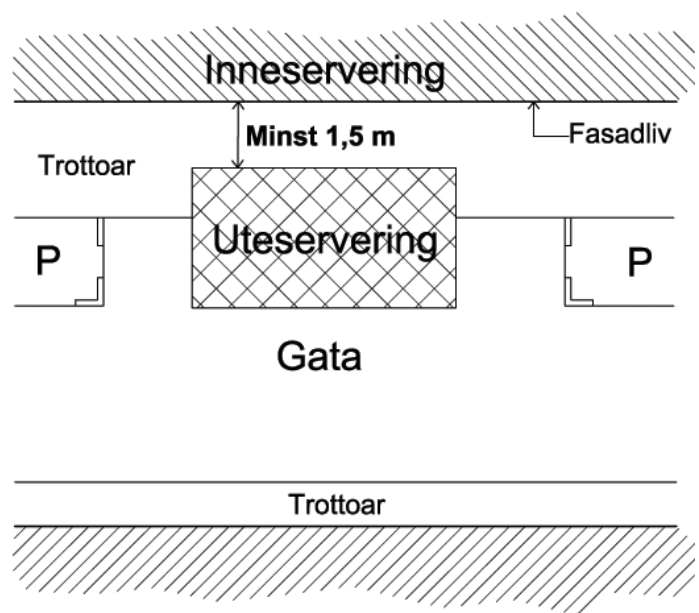 Inneservering
Minst 1,5 m
Fasadliv
Trottoar
Uteservering
P
P
Gata
Trottoar